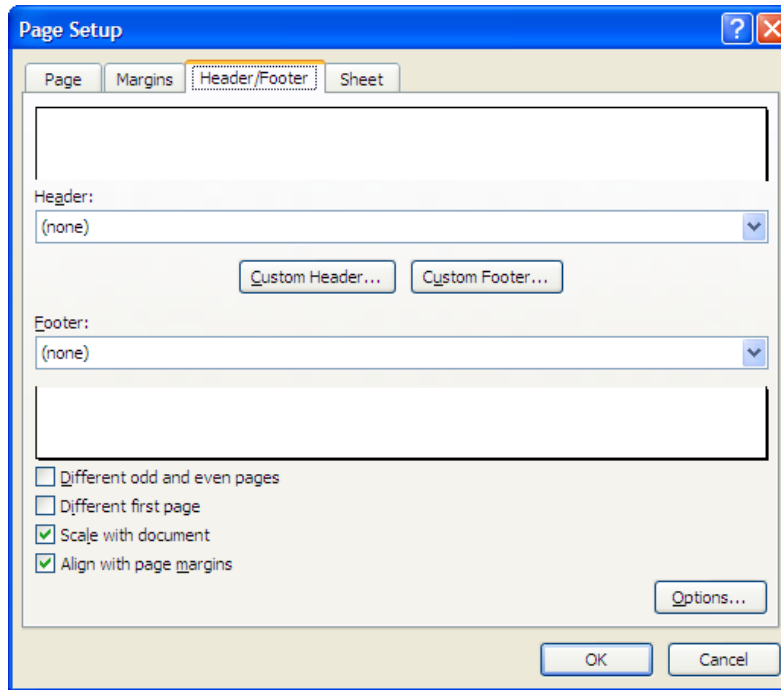 Page Setup
Page Margins Header/Footer Sheet
Header:
(none)
Custom Header... Custom Footer...
Footer:
(none)
Different odd and even pages
Different first page
Scale with document
Align with page margins
Options...
OK Cancel